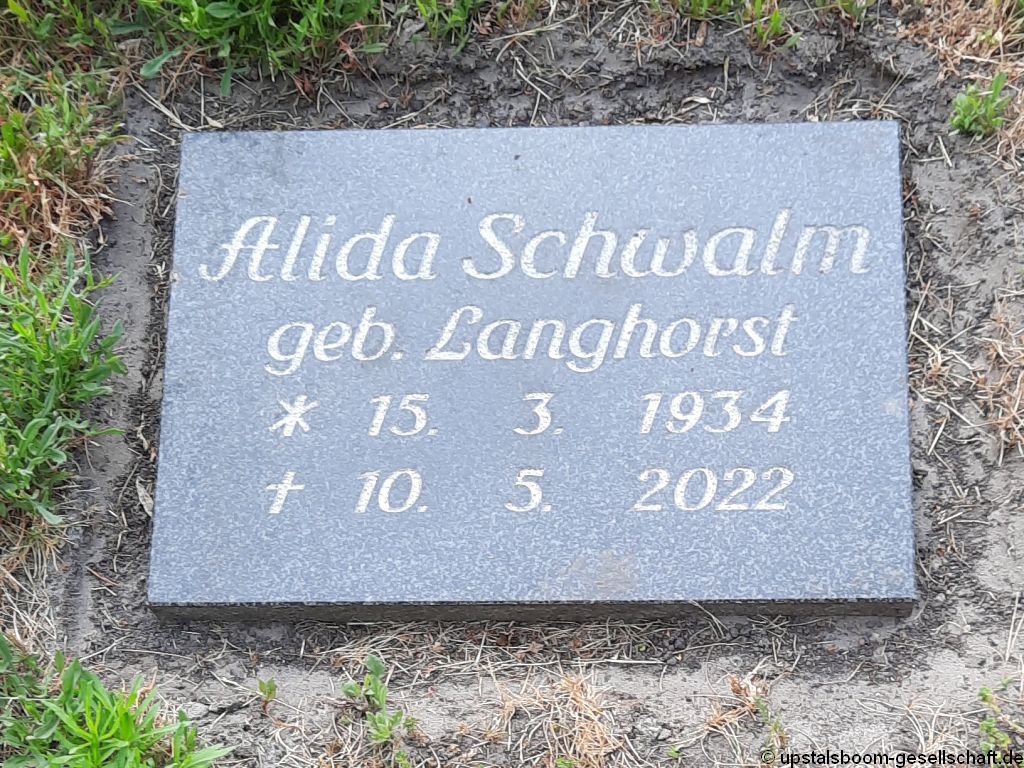 Alida Schwalm
geb. Langhorst
* 15. 3. 1934
† 10. 5. 2022
© upstalsboom-gesellschaft.de